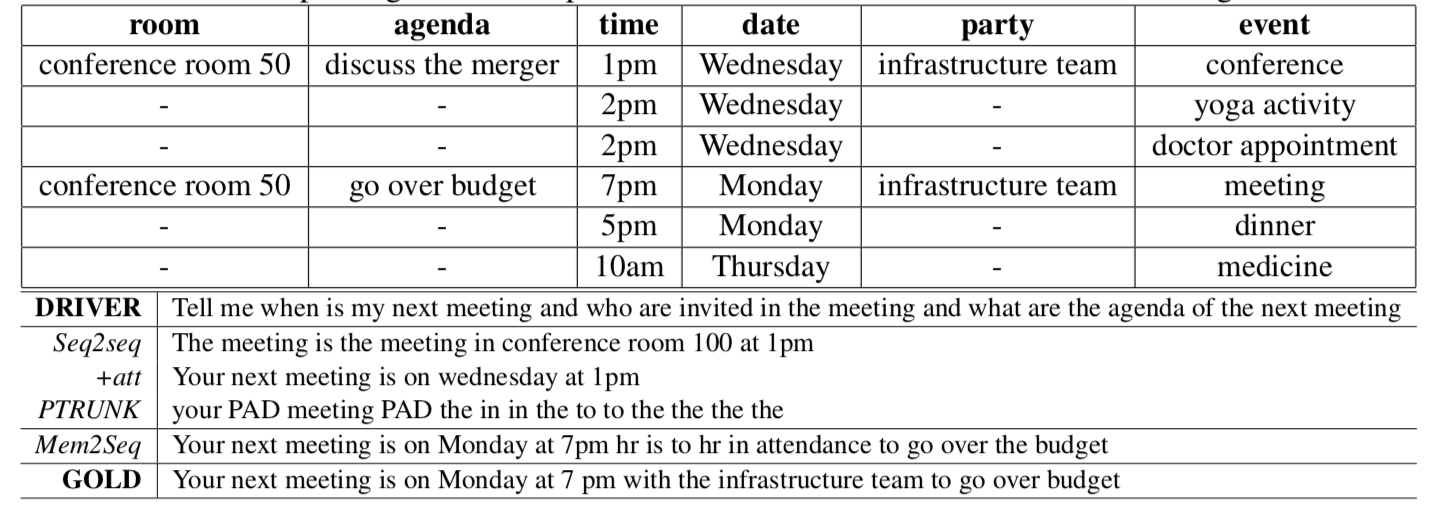 room agenda time date party event
conference room 50 discuss the merger 1pm Wednesday infrastructure team conference
- - 2pm Wednesday - yoga activity
- - 2pm Wednesday - doctor appointment
conference room 50 go over budget 7pm Monday infrastructure team meeting
- - 5pm Monday - dinner
- - 10am Thursday - medicine
DRIVER Tell me when is my next meeting and who are invited in the meeting and what are the agenda of the next meeting
Seq2seq The meeting is the meeting in conference room 100 at 1pm
+att Your next meeting is on wednesday at 1pm
PTRUNK your PAD meeting PAD the in in the to to the the the the
Mem2Seq Your next meeting is on Monday at 7pm hr is to hr in attendance to go over the budget
GOLD Your next meeting is on Monday at 7 pm with the infrastructure team to go over budget